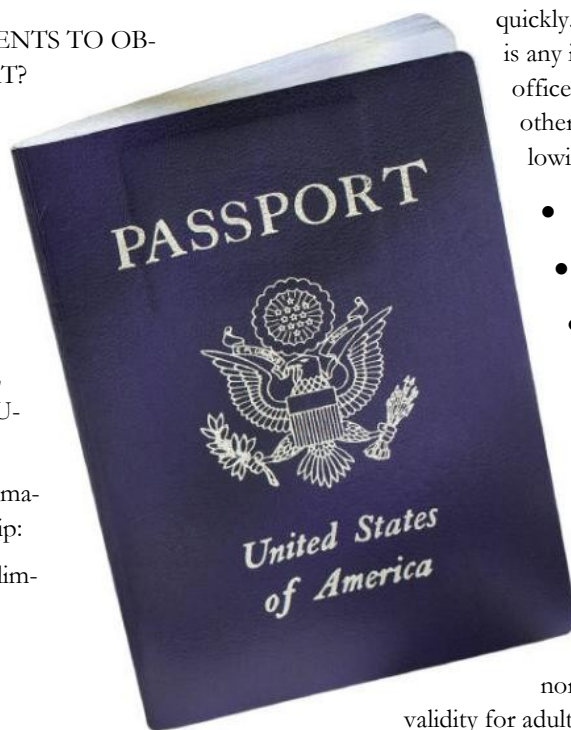 ENTS TO OB-
T?
U-
ma-
ip:
lim-
PASSPORT
United States
of America
quickly.
is any i
office
other
lowi
•
•
nor
validity for adult